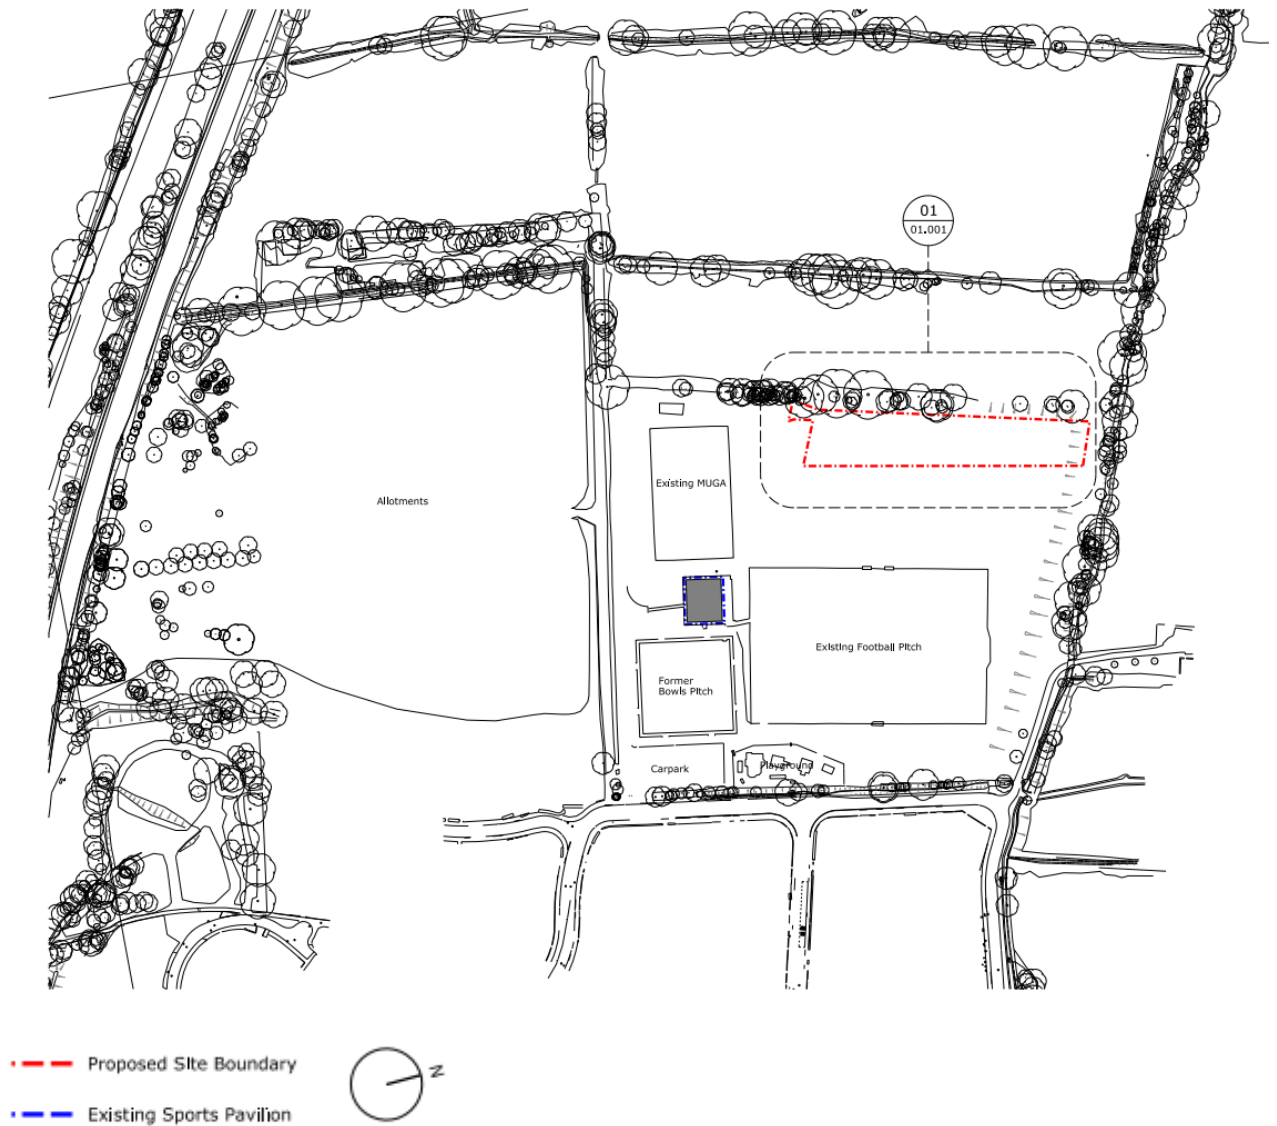 01
01.001
Existing MUGA
Allotments
Existing Football Pitch
Former
Bowls Pitch
Carpark
Playground
Proposed Site Boundary
N
Existing Sports Pavilion